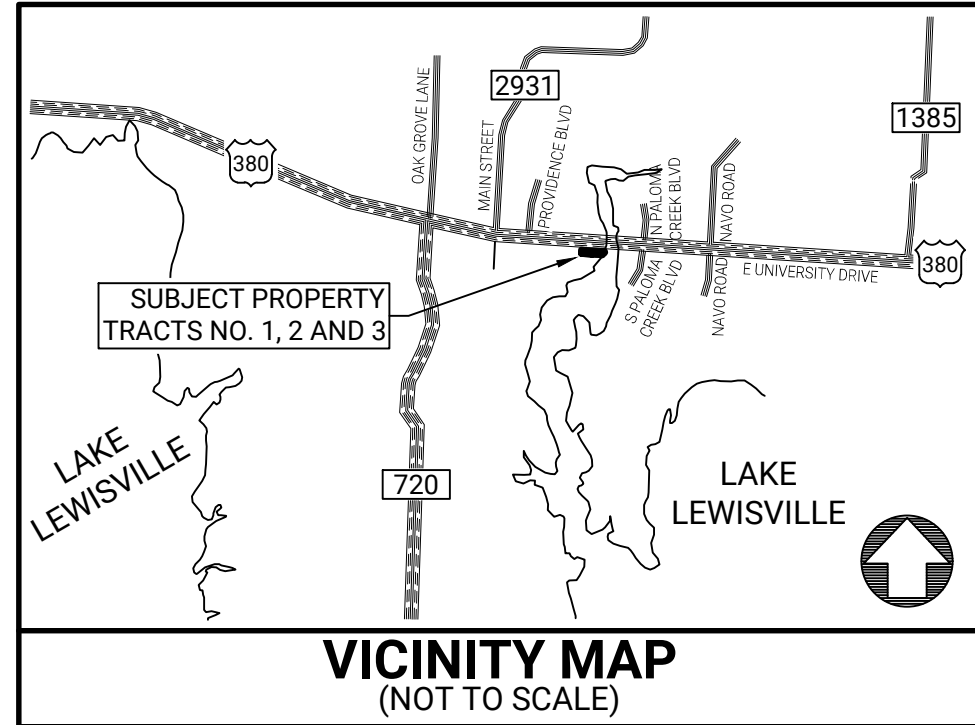 2931
1385
380
OAK GROVE LANE
MAIN STREET
PROVIDENCE BLVD
N PALOMA
CREEK BLVD
NAVO ROAD
S PALOMA
CREEK BLVD
NAVO ROAD
E UNIVERSITY DRIVE
380
SUBJECT PROPERTY
TRACTS NO. 1, 2 AND 3
720
LAKE
LEWISVILLE
LAKE
LEWISVILLE
VICINITY MAP
(NOT TO SCALE)